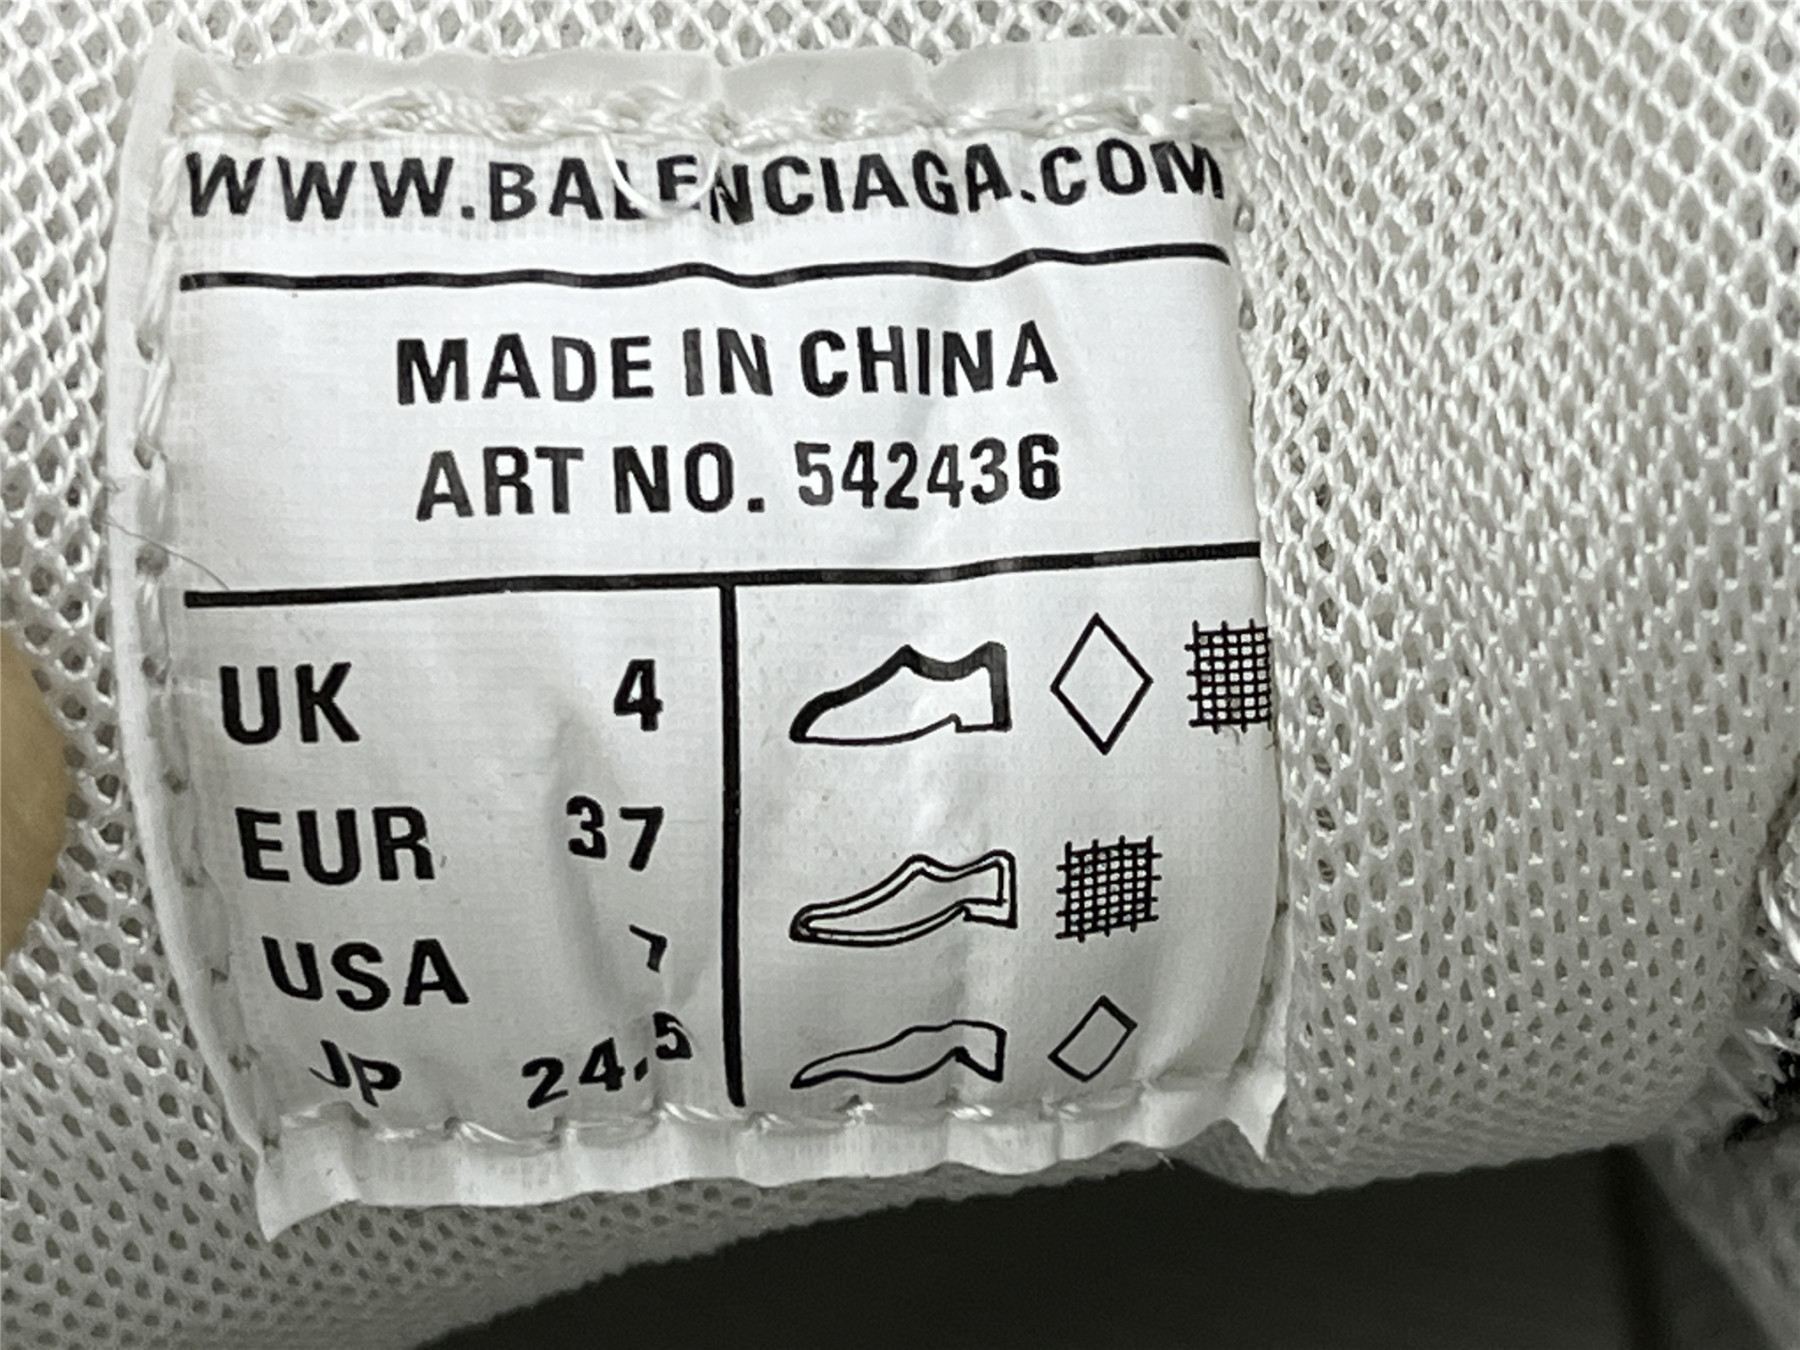 WWW.BALENCIAGA.COM
MADE IN CHINA
ART NO. 542436
UK 4
EUR 37
USA 7
JP 24.5